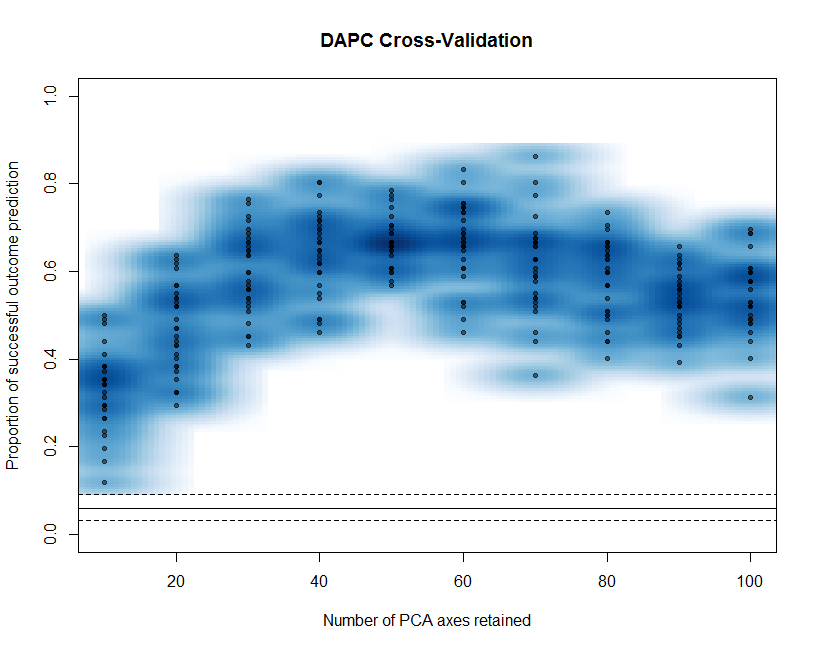 DAPC Cross-Validation
Proportion of successful outcome prediction
1.0
0.8
0.6
0.4
0.2
0.0
20 40 60 80 100
Number of PCA axes retained